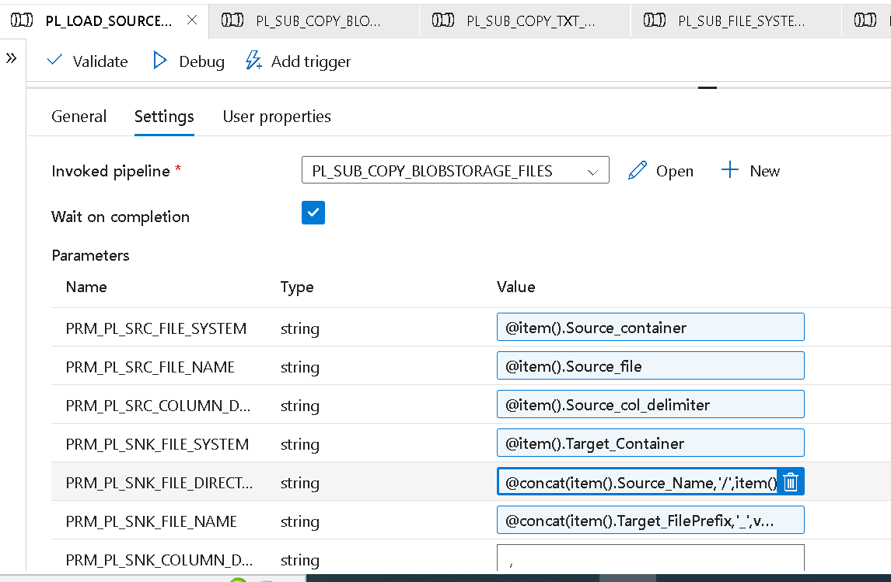 PL_LOAD_SOURCE... PL_SUB_COPY_BLO... PL_SUB_COPY_TXT_... PL_SUB_FILE_SYSTE...
Validate Debug Add trigger
General Settings User properties
Invoked pipeline * PL_SUB_COPY_BLOBSTORAGE_FILES Open New
Wait on completion
Parameters
Name Type Value
PRM_PL_SRC_FILE_SYSTEM string @item().Source_container
PRM_PL_SRC_FILE_NAME string @item().Source_file
PRM_PL_SRC_COLUMN_D... string @item().Source_col_delimiter
PRM_PL_SNK_FILE_SYSTEM string @item().Target_Container
PRM_PL_SNK_FILE_DIRECT... string @concat(item().Source_Name,'/',item()
PRM_PL_SNK_FILE_NAME string @concat(item().Target_FilePrefix,'_',v...
PRM_PL_SNK_COLUMN_D... string ,